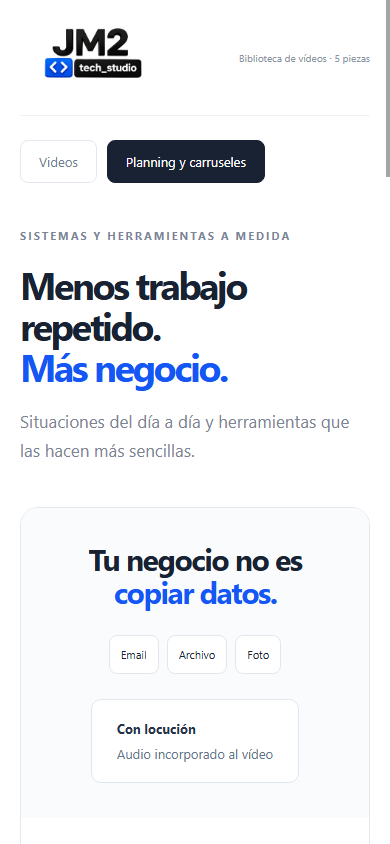 JM2
<> tech_studio
Biblioteca de vídeos · 5 piezas
Videos
Planning y carruseles
SISTEMAS Y HERRAMIENTAS A MEDIDA
Menos trabajo
repetido.
Más negocio.
Situaciones del día a día y herramientas que
las hacen más sencillas.
Tu negocio no es
copiar datos.
Email
Archivo
Foto
Con locución
Audio incorporado al vídeo